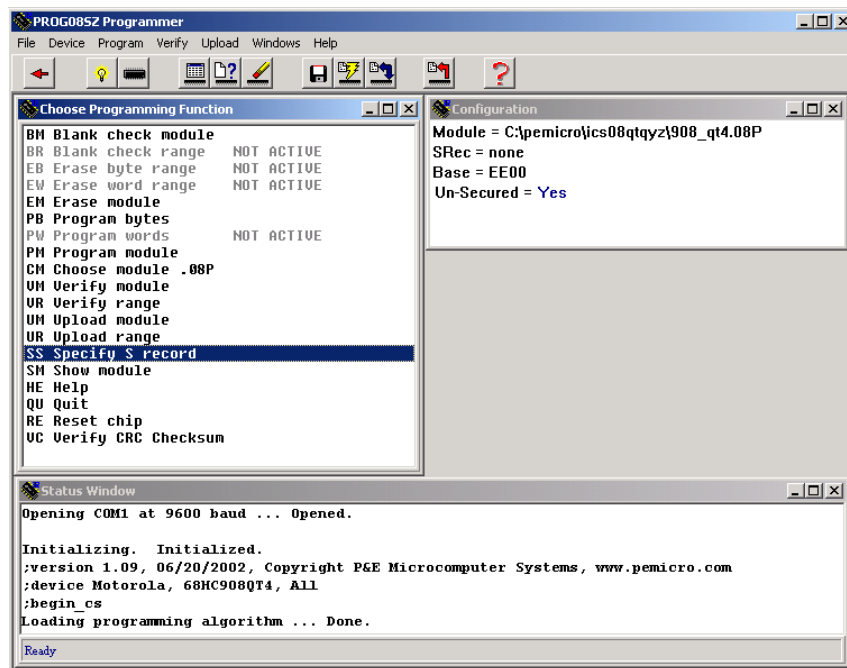 PROG08SZ Programmer
File Device Program Verify Upload Windows Help
Choose Programming Function
BM Blank check module
BR Blank check range NOT ACTIVE
EB Erase byte range NOT ACTIVE
EW Erase word range NOT ACTIVE
EM Erase module
PB Program bytes
PW Program words NOT ACTIVE
PM Program module
CM Choose module .08P
VM Verify module
VR Verify range
UM Upload module
UR Upload range
SS Specify S record
SM Show module
HE Help
QU Quit
RE Reset chip
VC Verify CRC Checksum
Configuration
Module = C:\pemicro\ics08qtqyz\908_qt4.08P
SRec = none
Base = EE00
Un-Secured = Yes
Status Window
Opening COM1 at 9600 baud ... Opened.
Initializing. Initialized.
;version 1.09, 06/20/2002, Copyright P&E Microcomputer Systems, www.pemicro.com
;device Motorola, 68HC908QT4, All
;begin_cs
Loading programming algorithm ... Done.
Ready